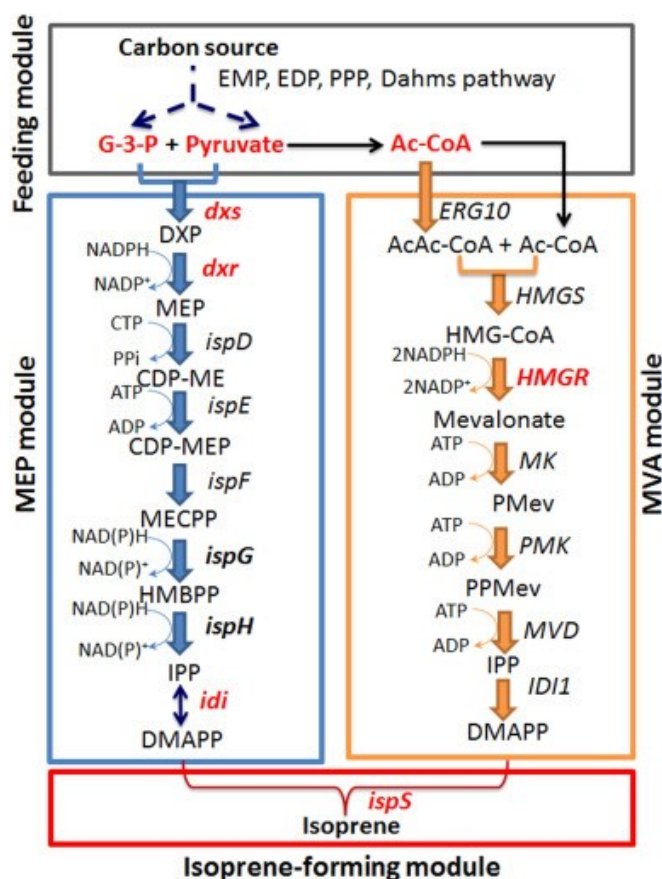 Feeding module
Carbon source
EMP, EDP, PPP, Dahms pathway
G-3-P + Pyruvate
Ac-CoA
MEP module
dxs
DXP
NADPH
dxr
NADP+
MEP
CTP
ispD
PPi
CDP-ME
ATP
ispE
ADP
CDP-MEP
ispF
MECPP
NAD(P)H
ispG
NAD(P)+
HMBPP
NAD(P)H
ispH
NAD(P)+
IPP
idi
DMAPP
MVA module
ERG10
AcAc-CoA + Ac-CoA
HMGS
HMG-CoA
2NADPH
HMGR
2NADP+
Mevalonate
ATP
MK
ADP
PMev
ATP
PMK
ADP
PPMev
ATP
MVD
ADP
IPP
IDI1
DMAPP
ispS
Isoprene
Isoprene-forming module